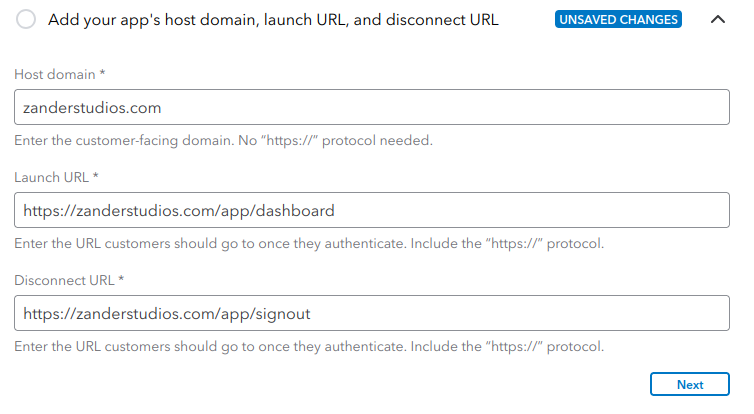 Add your app's host domain, launch URL, and disconnect URL
UNSAVED CHANGES
Host domain *
zanderstudios.com
Enter the customer-facing domain. No “https://” protocol needed.
Launch URL *
https://zanderstudios.com/app/dashboard
Enter the URL customers should go to once they authenticate. Include the “https://” protocol.
Disconnect URL *
https://zanderstudios.com/app/signout
Enter the URL customers should go to once they authenticate. Include the “https://” protocol.
Next